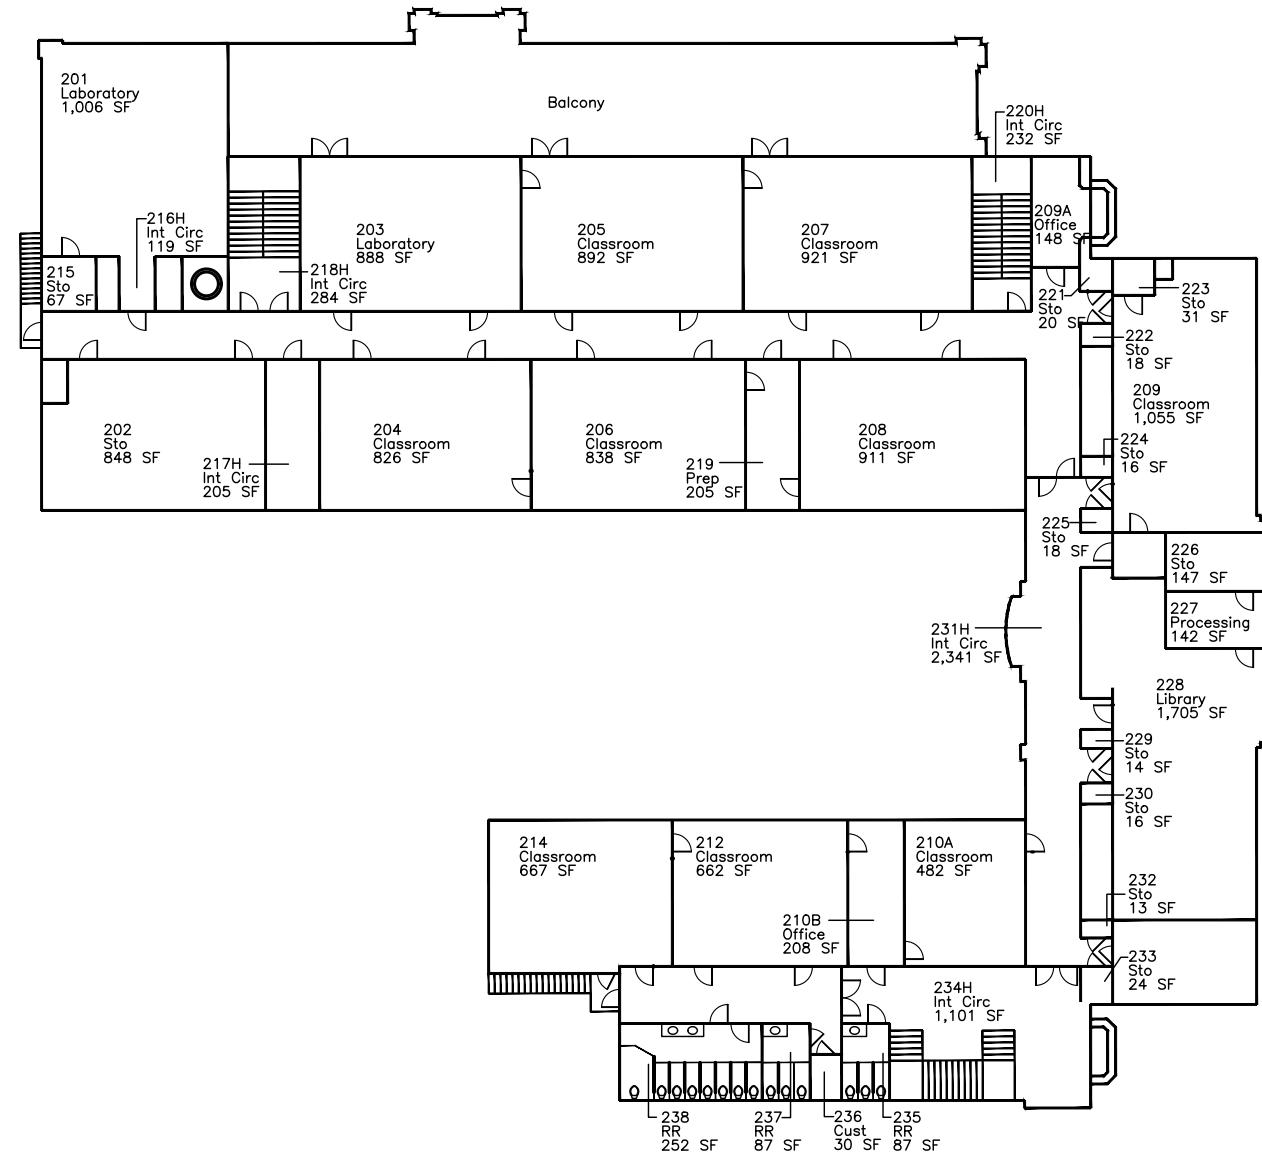 201
Laboratory
1,006 SF
Balcony
220H
Int Circ
232 SF
216H
Int Circ
119 SF
203
Laboratory
888 SF
205
Classroom
892 SF
207
Classroom
921 SF
209A
Office
148 SF
215
Sto
67 SF
218H
Int Circ
284 SF
221
Sto
20 SF
223
Sto
31 SF
222
Sto
18 SF
209
Classroom
1,055 SF
202
Sto
848 SF
217H
Int Circ
205 SF
204
Classroom
826 SF
206
Classroom
838 SF
219
Prep
205 SF
208
Classroom
911 SF
224
Sto
16 SF
225
Sto
18 SF
226
Sto
147 SF
227
Processing
142 SF
231H
Int Circ
2,341 SF
228
Library
1,705 SF
229
Sto
14 SF
230
Sto
16 SF
214
Classroom
667 SF
212
Classroom
662 SF
210A
Classroom
482 SF
210B
Office
208 SF
232
Sto
13 SF
233
Sto
24 SF
234H
Int Circ
1,101 SF
238
RR
252 SF
237
RR
87 SF
236
Cust
30 SF
235
RR
87 SF